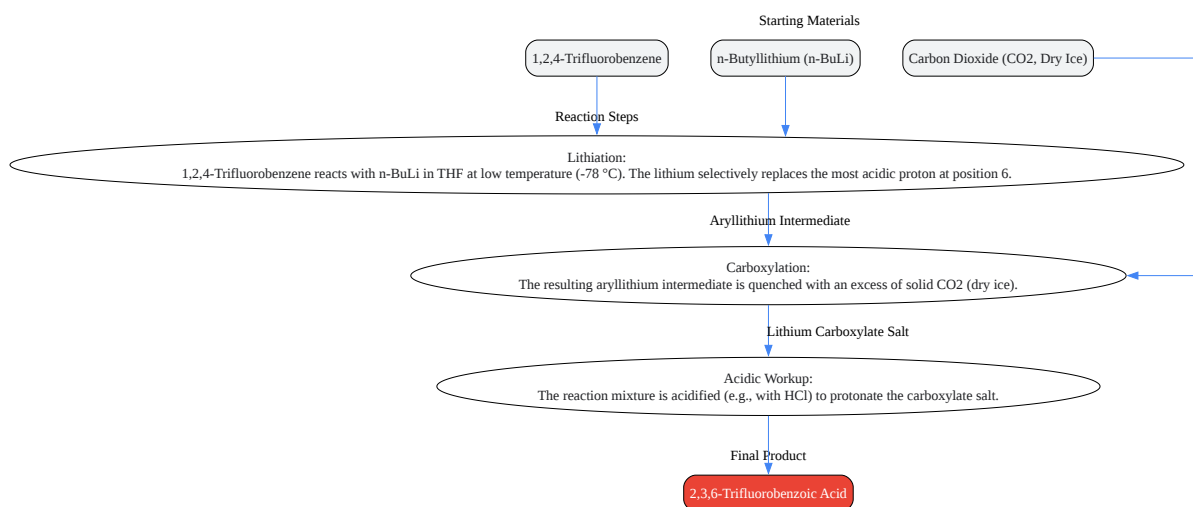 Starting Materials
1,2,4-Trifluorobenzene
n-Butyllithium (n-BuLi)
Carbon Dioxide (CO2, Dry Ice)
Reaction Steps
Lithiation:
1,2,4-Trifluorobenzene reacts with n-BuLi in THF at low temperature (-78 °C). The lithium selectively replaces the most acidic proton at position 6.
Aryllithium Intermediate
Carboxylation:
The resulting aryllithium intermediate is quenched with an excess of solid CO2 (dry ice).
Lithium Carboxylate Salt
Acidic Workup:
The reaction mixture is acidified (e.g., with HCl) to protonate the carboxylate salt.
Final Product
2,3,6-Trifluorobenzoic Acid